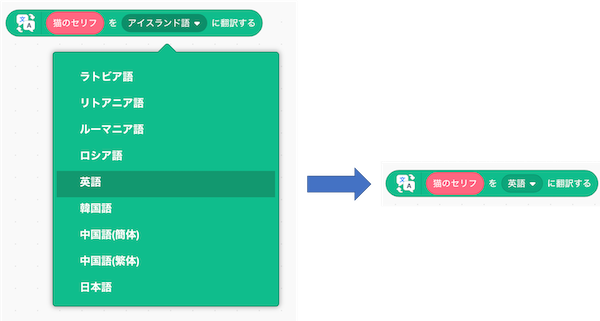 猫のセリフ を アイスランド語 に翻訳する
ラトビア語
リトアニア語
ルーマニア語
ロシア語
英語
韓国語
中国語(簡体)
中国語(繁体)
日本語
文A 猫のセリフ を 英語 に翻訳する